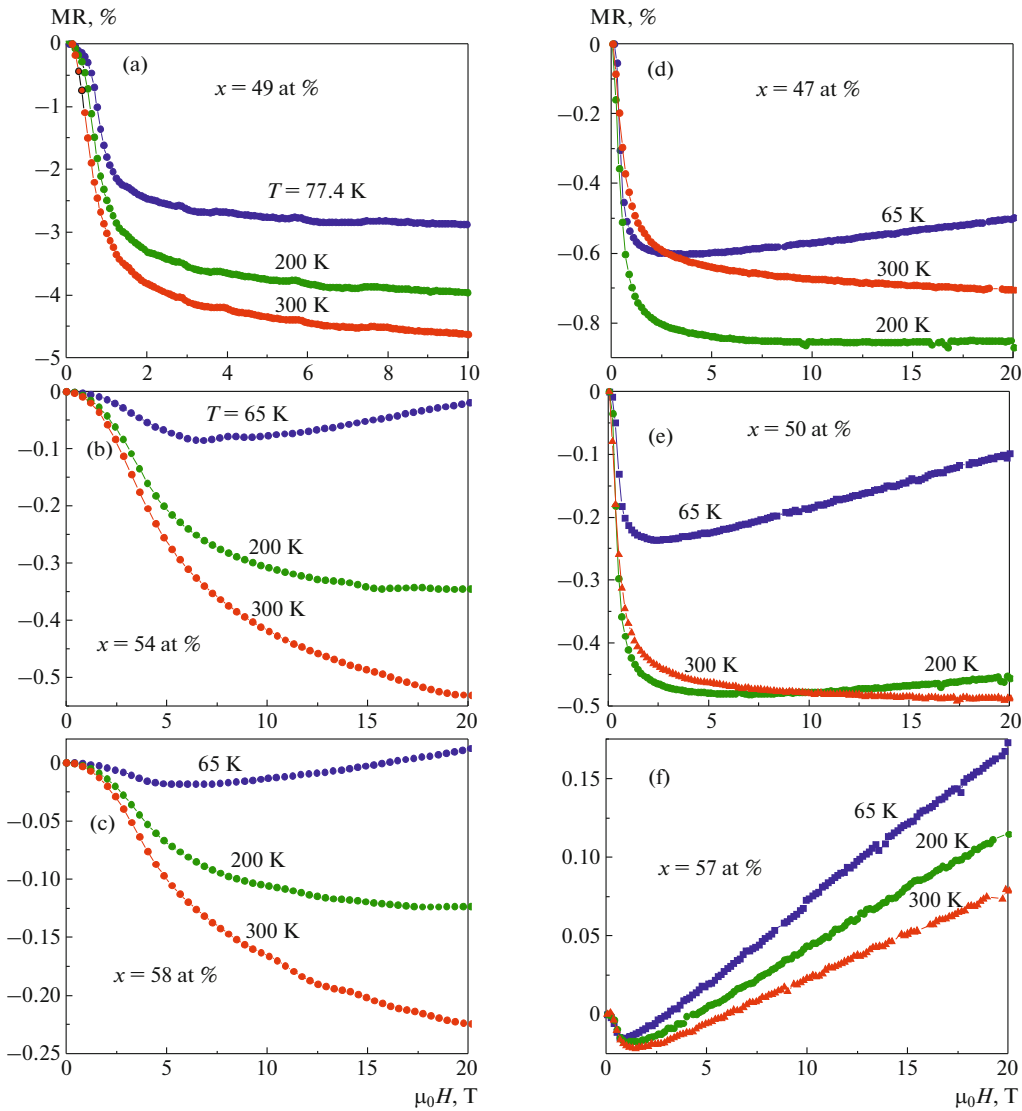 MR, %
0
−1
−2
−3
−4
−5
(a)
x = 49 at %
T = 77.4 K
200 K
300 K
0 2 4 6 8 10
0
−0.1
−0.2
−0.3
−0.4
−0.5
(b)
T = 65 K
200 K
300 K
x = 54 at %
0 5 10 15 20
0
−0.05
−0.10
−0.15
−0.20
−0.25
65 K
(c)
200 K
300 K
x = 58 at %
0 5 10 15 20
μ0H, T
MR, %
0
−0.2
−0.4
−0.6
−0.8
(d)
x = 47 at %
65 K
300 K
200 K
0 5 10 15 20
0
−0.1
−0.2
−0.3
−0.4
−0.5
(e)
x = 50 at %
65 K
300 K
200 K
0 5 10 15 20
0.15
0.10
0.05
0
−0.05
(f)
65 K
x = 57 at %
200 K
300 K
0 5 10 15 20
μ0H, T